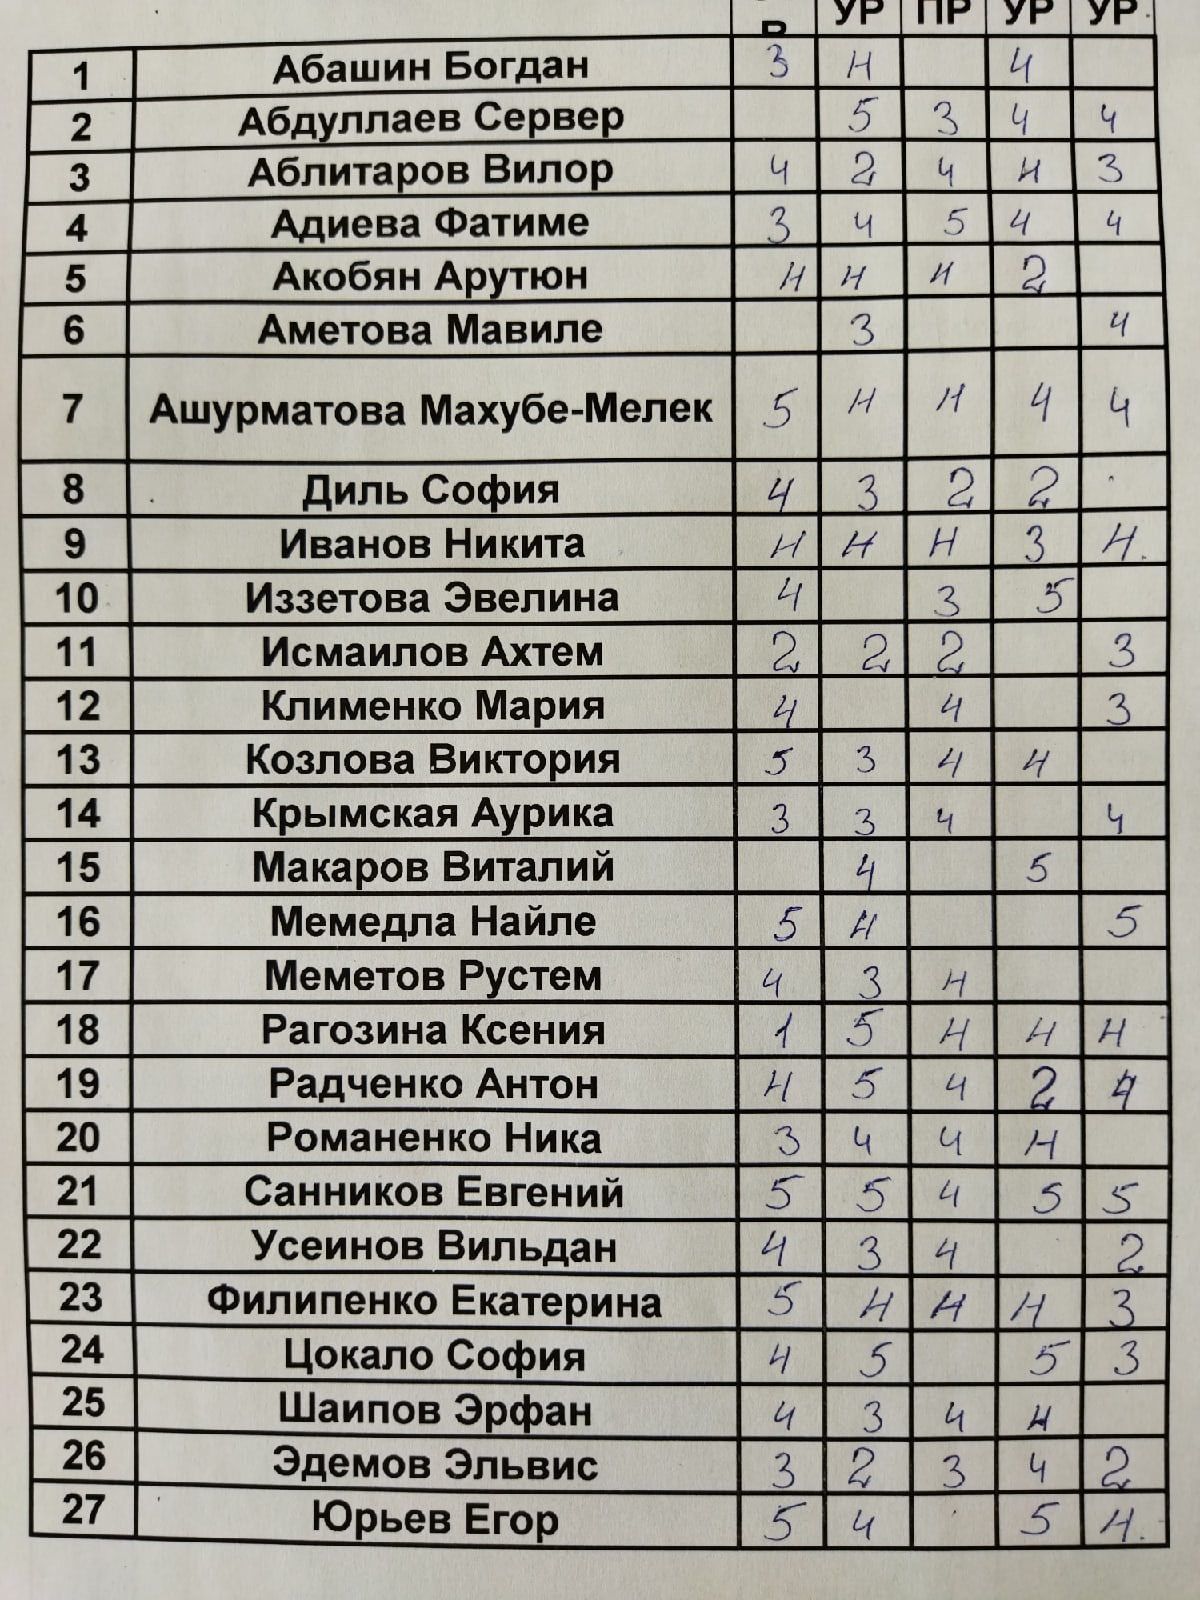 УР ПР УР УР
1 Абашин Богдан 3 Н 4
2 Абдуллаев Сервер 5 3 4 4
3 Аблитаров Вилор 4 2 4 Н 3
4 Адиева Фатиме 3 4 5 4 4
5 Акобян Арутюн Н Н Н 2
6 Аметова Мавиле 3 4
7 Ашурматова Махубе-Мелек 5 Н Н 4 4
8 Диль София 4 3 2 2
9 Иванов Никита Н Н Н 3 Н
10 Иззетова Эвелина 4 3 5
11 Исмаилов Ахтем 2 2 2 3
12 Клименко Мария 4 4 3
13 Козлова Виктория 5 3 4 4
14 Крымская Аурика 3 3 4 4
15 Макаров Виталий 4 5
16 Мемедла Найле 5 4 5
17 Меметов Рустем 4 3 Н
18 Рагозина Ксения 1 5 Н Н Н
19 Радченко Антон Н 5 4 2
20 Романенко Ника 3 4 4 Н
21 Санников Евгений 5 5 4 5 5
22 Усеинов Вильдан 4 3 4 2
23 Филипенко Екатерина 5 Н Н Н 3
24 Цокало София 4 5 5 3
25 Шаипов Эрфан 4 3 4
26 Эдемов Эльвис 3 2 3 4 2
27 Юрьев Егор 5 4 5 Н